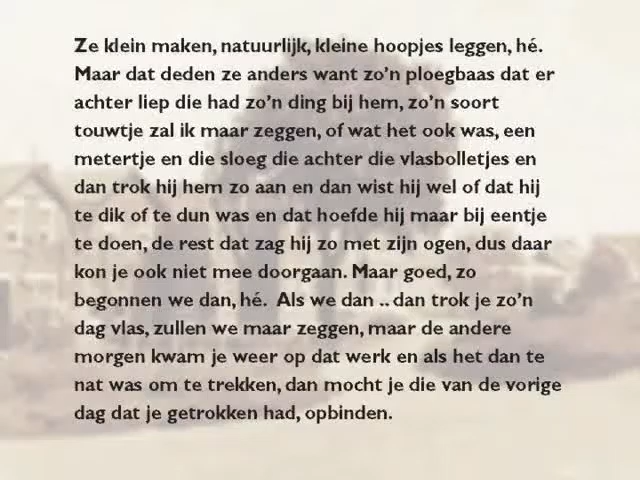 Ze klein maken, natuurlijk, kleine hoopjes leggen, hé.
Maar dat deden ze anders want zo'n ploegbaas dat er
achter liep die had zo'n ding bij hem, zo'n soort
touwtje zal ik maar zeggen, of wat het ook was, een
metertje en die sloeg die achter die vlasbolletjes en
dan trok hij hem zo aan en dan wist hij wel of dat hij
te dik of te dun was en dat hoefde hij maar bij eentje
te doen, de rest dat zag hij zo met zijn ogen, dus daar
kon je ook niet mee doorgaan. Maar goed, zo
begonnen we dan, hé.  Als we dan .. dan trok je zo'n
dag vlas, zullen we maar zeggen, maar de andere
morgen kwam je weer op dat werk en als het dan te
nat was om te trekken, dan mocht je die van de vorige
dag dat je getrokken had, opbinden.